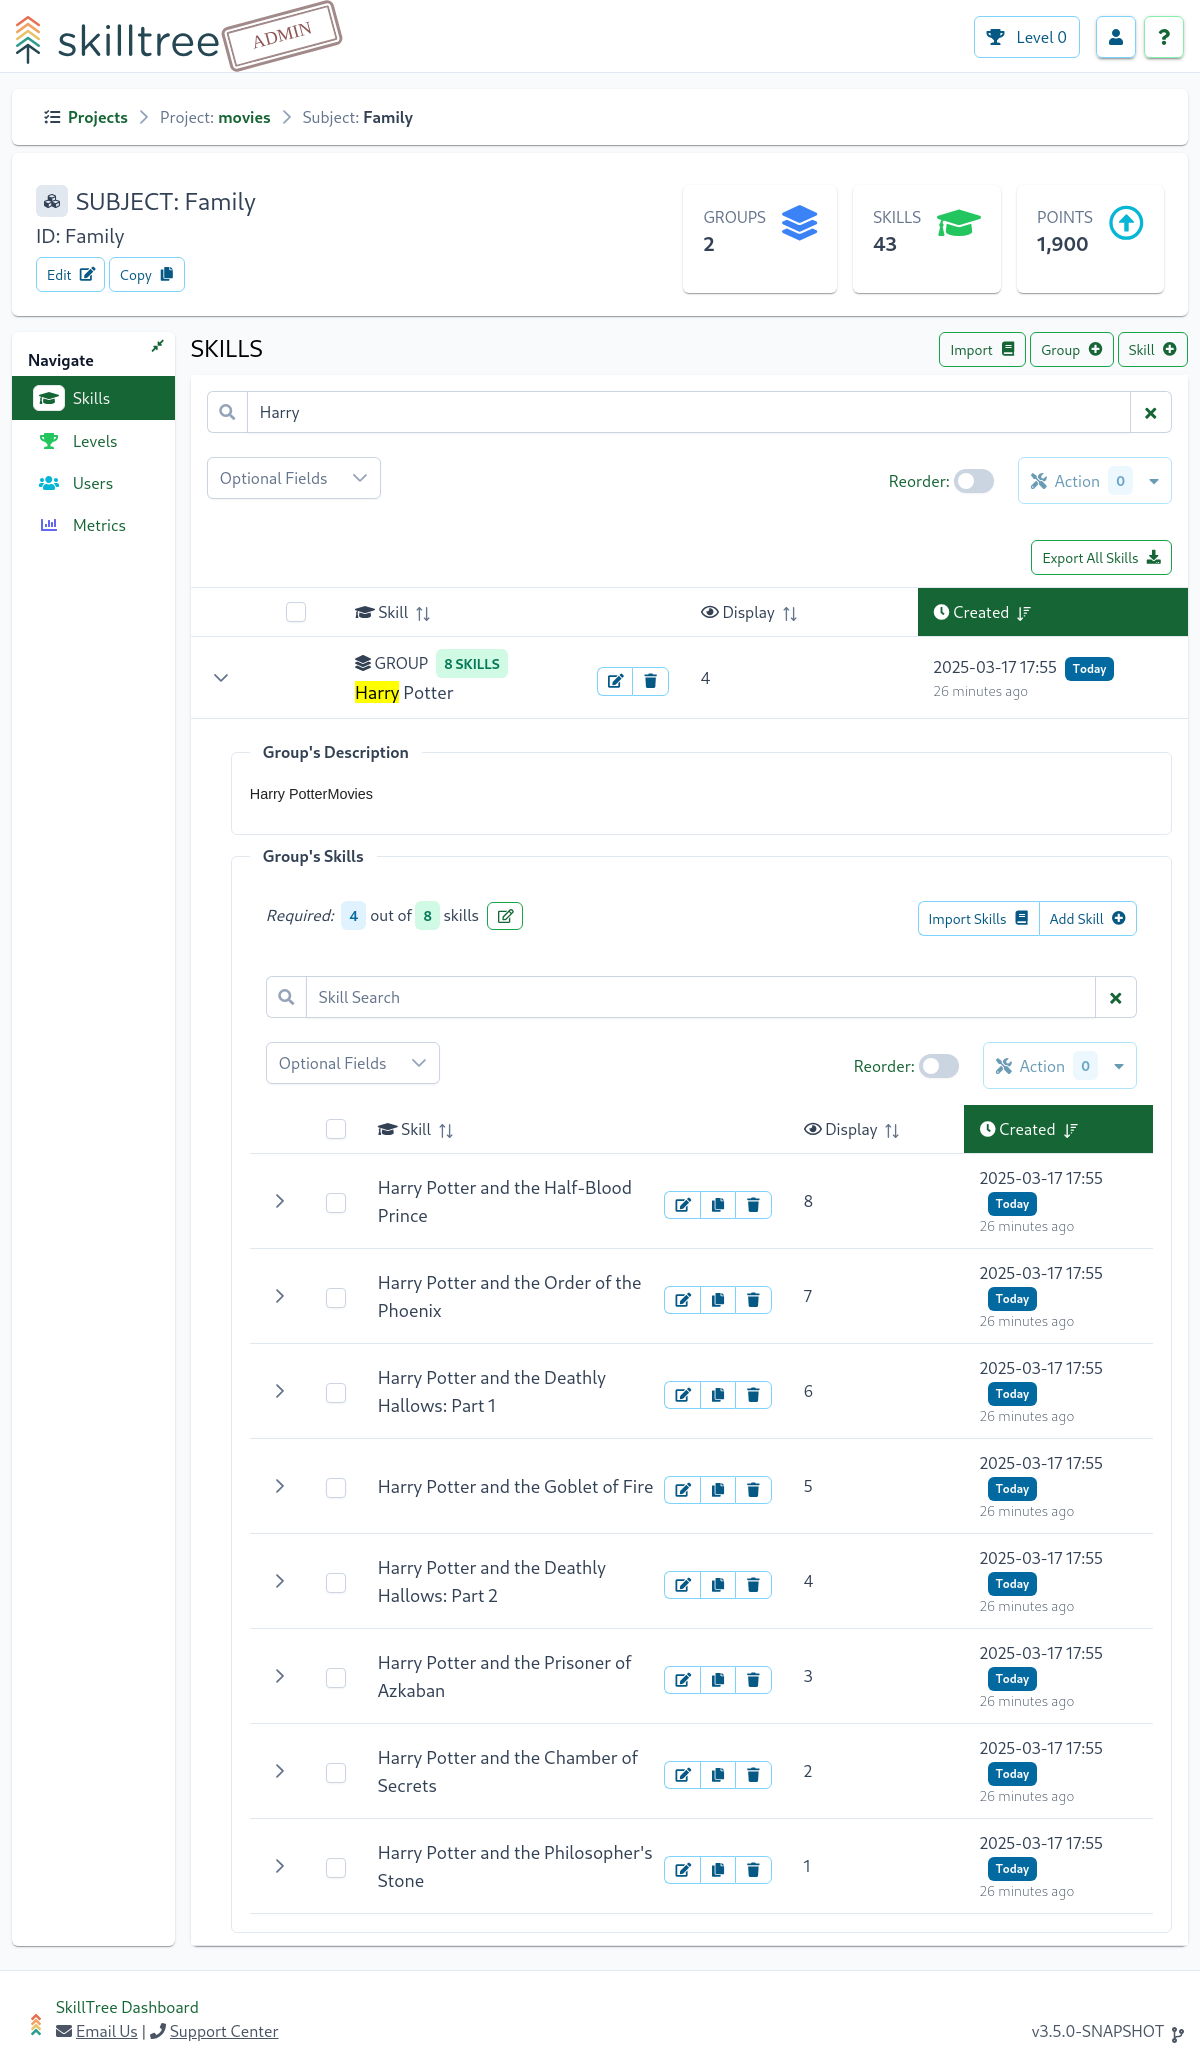 skilltree ADMIN Level 0 ?
Projects Project: movies Subject: Family
SUBJECT: Family
ID: Family
Edit Copy
GROUPS
2
SKILLS
43
POINTS
1,900
Navigate
Skills
Levels
Users
Metrics
SKILLS
Import Group Skill
Harry
Optional Fields Reorder: Action 0
Export All Skills
Skill Display Created
GROUP 8 SKILLS
Harry Potter
4
2025-03-17 17:55 Today
26 minutes ago
Group's Description
Harry PotterMovies
Group's Skills
Required: 4 out of 8 skills Import Skills Add Skill
Skill Search
Optional Fields Reorder: Action 0
Skill Display Created
Harry Potter and the Half-Blood
Prince
8
2025-03-17 17:55
Today
26 minutes ago
Harry Potter and the Order of the
Phoenix
7
2025-03-17 17:55
Today
26 minutes ago
Harry Potter and the Deathly
Hallows: Part 1
6
2025-03-17 17:55
Today
26 minutes ago
Harry Potter and the Goblet of Fire
5
2025-03-17 17:55
Today
26 minutes ago
Harry Potter and the Deathly
Hallows: Part 2
4
2025-03-17 17:55
Today
26 minutes ago
Harry Potter and the Prisoner of
Azkaban
3
2025-03-17 17:55
Today
26 minutes ago
Harry Potter and the Chamber of
Secrets
2
2025-03-17 17:55
Today
26 minutes ago
Harry Potter and the Philosopher's
Stone
1
2025-03-17 17:55
Today
26 minutes ago
SkillTree Dashboard
Email Us | Support Center
v3.5.0-SNAPSHOT